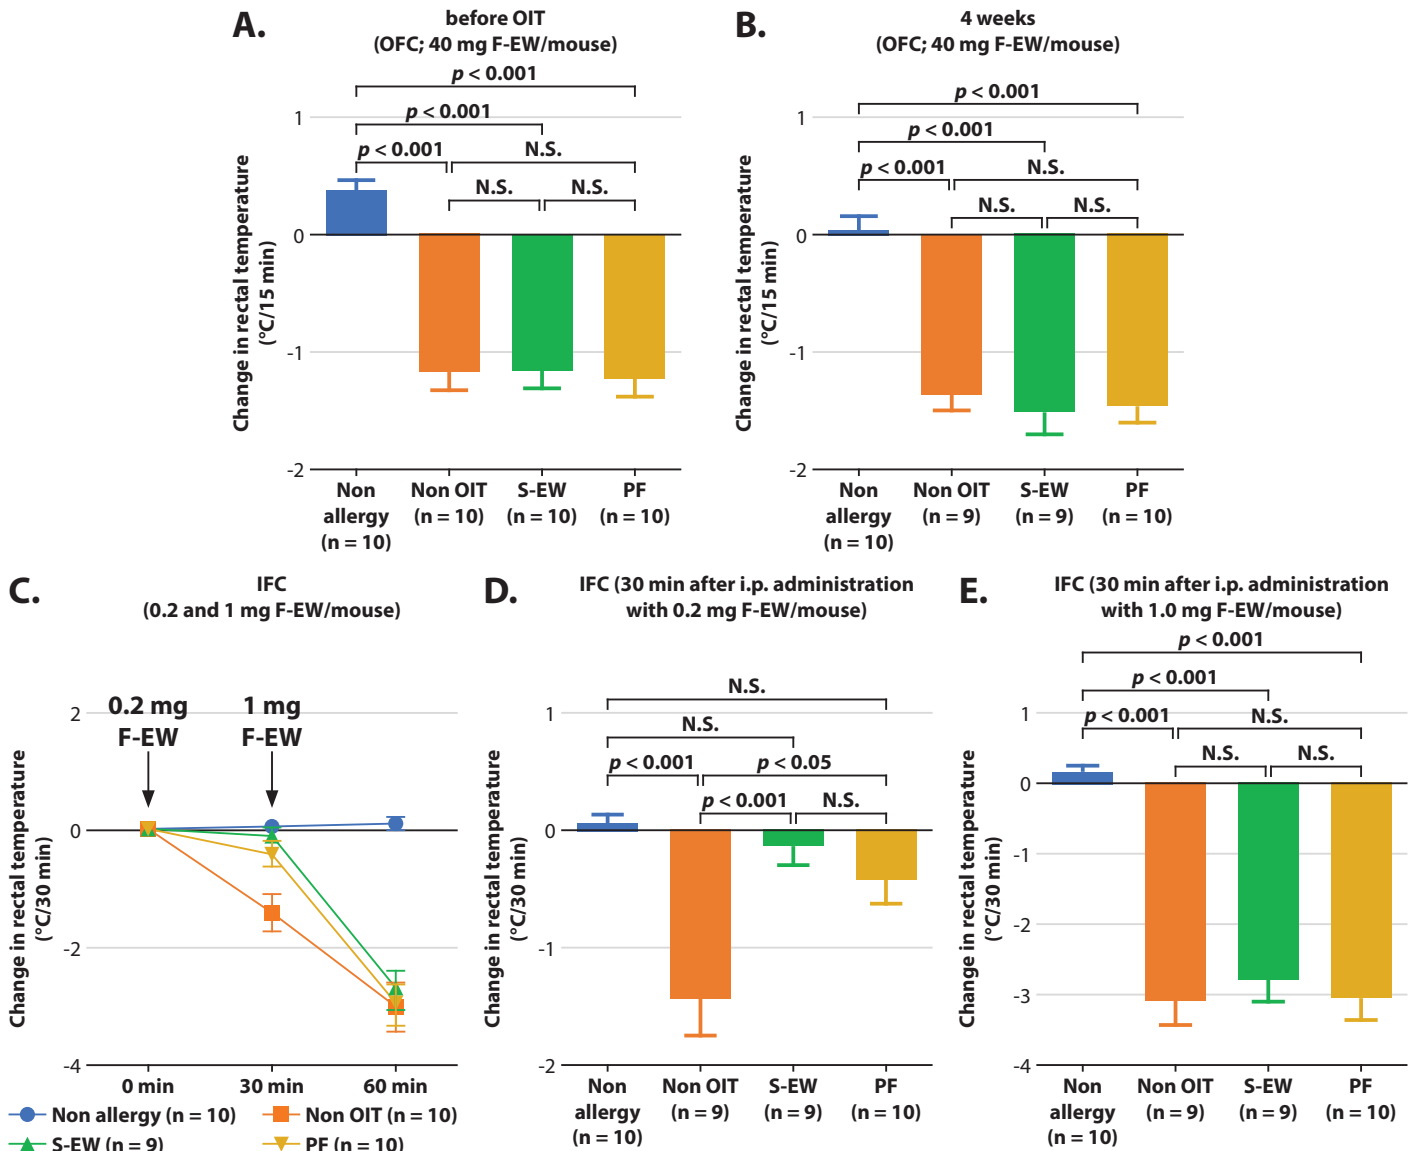 A.
before OIT
(OFC; 40 mg F-EW/mouse)
p < 0.001
p < 0.001
p < 0.001
N.S.
N.S.
N.S.
1
0
-1
-2
Change in rectal temperature
(°C/15 min)
Non
allergy
(n = 10)
Non OIT
(n = 10)
S-EW
(n = 10)
PF
(n = 10)
B.
4 weeks
(OFC; 40 mg F-EW/mouse)
p < 0.001
p < 0.001
p < 0.001
N.S.
N.S.
N.S.
1
0
-1
-2
Change in rectal temperature
(°C/15 min)
Non
allergy
(n = 10)
Non OIT
(n = 9)
S-EW
(n = 9)
PF
(n = 10)
C.
IFC
(0.2 and 1 mg F-EW/mouse)
0.2 mg
F-EW
1 mg
F-EW
2
0
-2
-4
Change in rectal temperature
(°C/30 min)
0 min
30 min
60 min
Non allergy (n = 10)
Non OIT (n = 10)
S-EW (n = 9)
PF (n = 10)
D.
IFC (30 min after i.p. administration
with 0.2 mg F-EW/mouse)
N.S.
N.S.
p < 0.001
p < 0.05
p < 0.001
N.S.
1
0
-1
-2
Change in rectal temperature
(°C/30 min)
Non
allergy
(n = 10)
Non OIT
(n = 9)
S-EW
(n = 9)
PF
(n = 10)
E.
IFC (30 min after i.p. administration
with 1.0 mg F-EW/mouse)
p < 0.001
p < 0.001
p < 0.001
N.S.
N.S.
N.S.
1
0
-1
-2
-3
-4
Change in rectal temperature
(°C/30 min)
Non
allergy
(n = 10)
Non OIT
(n = 9)
S-EW
(n = 9)
PF
(n = 10)